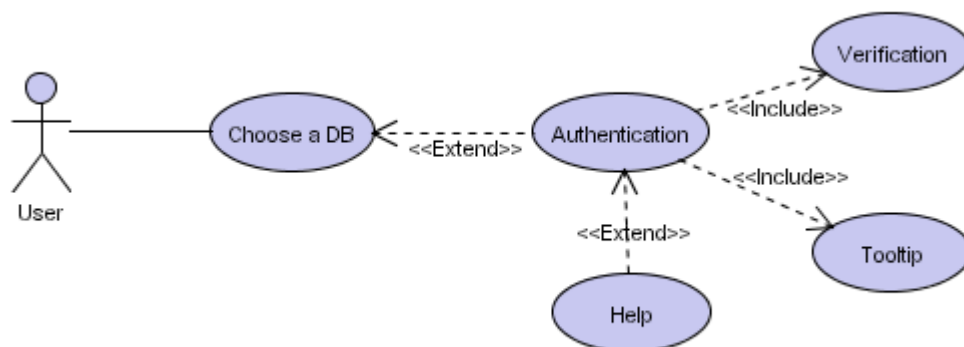 Verification
<<Include>>
Choose a DB
<<Extend>>
Authentication
<<Include>>
User
<<Extend>>
Tooltip
Help